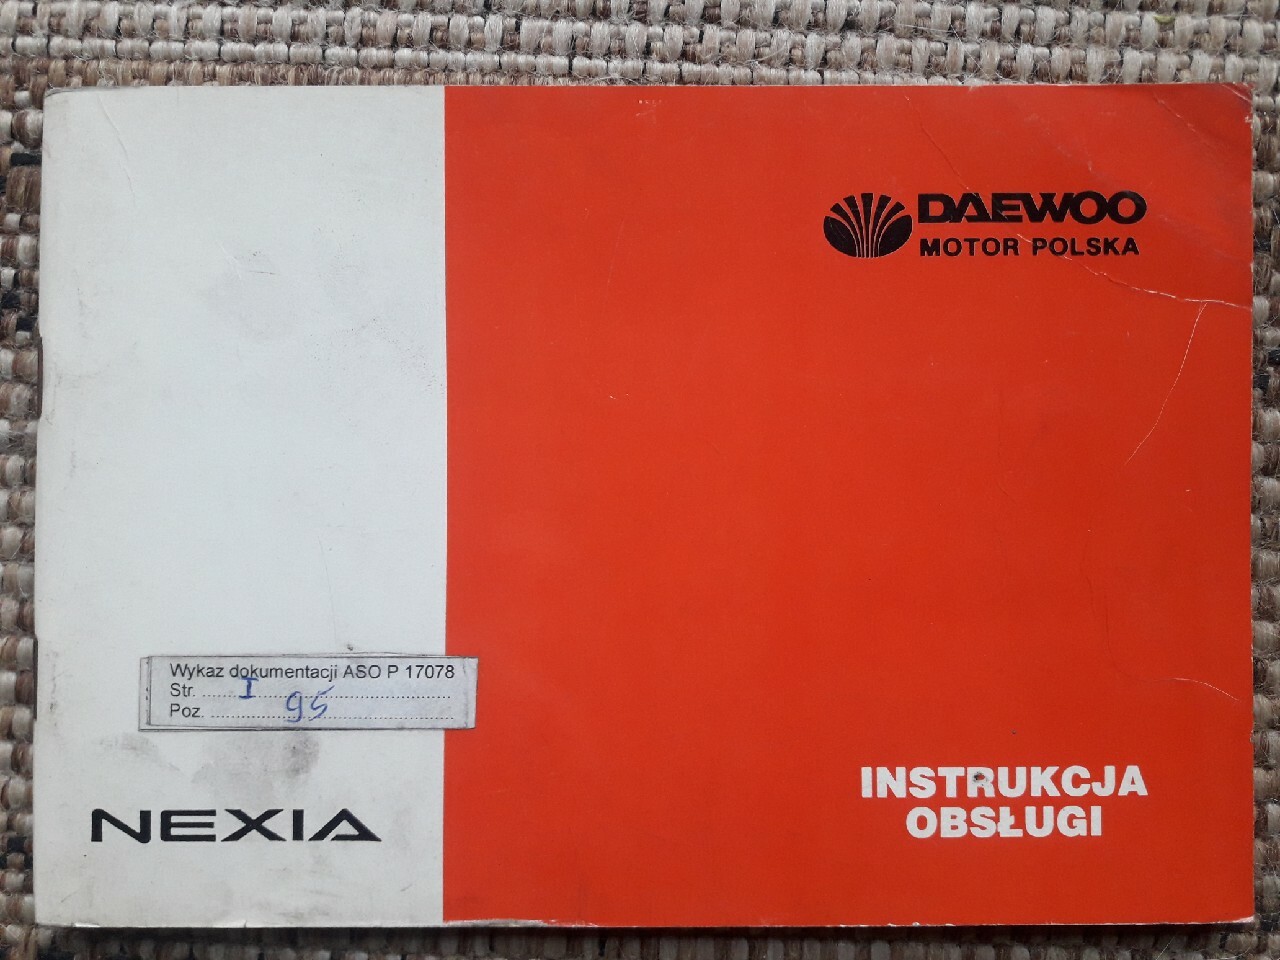 DAEWOO
MOTOR POLSKA
Wykaz dokumentacji ASO P 17078
Str. ........I..............................
Poz. ................95....................
NEXIA
INSTRUKCJA
OBSŁUGI